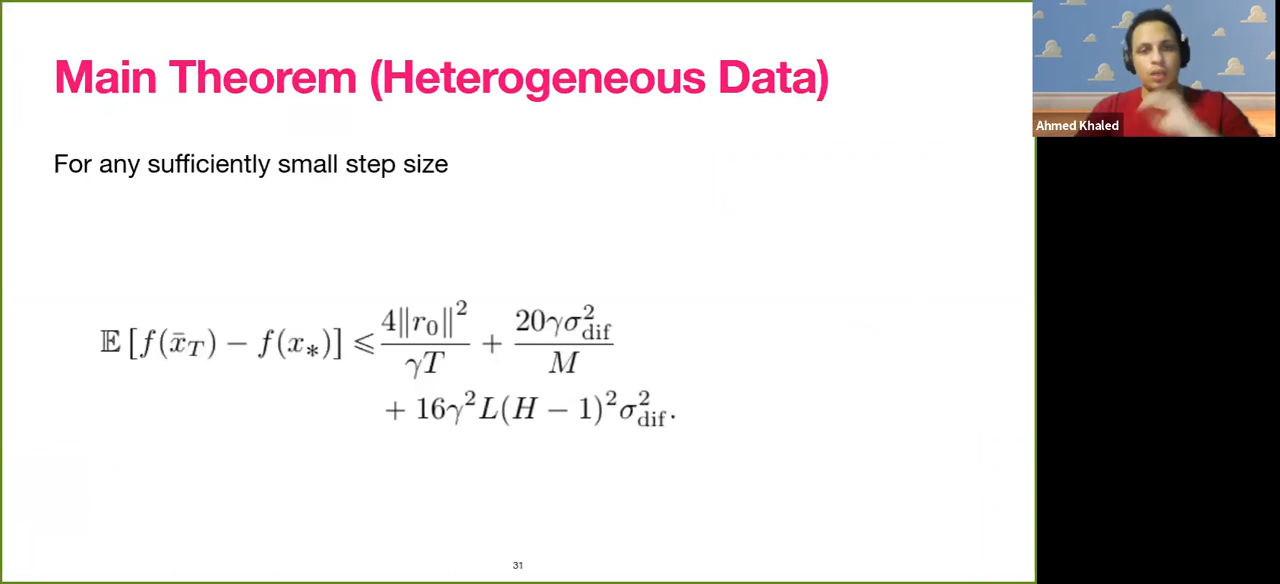 Main Theorem (Heterogeneous Data)
Ahmed Khaled
For any sufficiently small step size
𝔼 [f(x̄_T) − f(x_*)] ⩽ 4‖r_0‖² / γT + 20γσ²_dif / M
+ 16γ²L(H − 1)²σ²_dif.
31